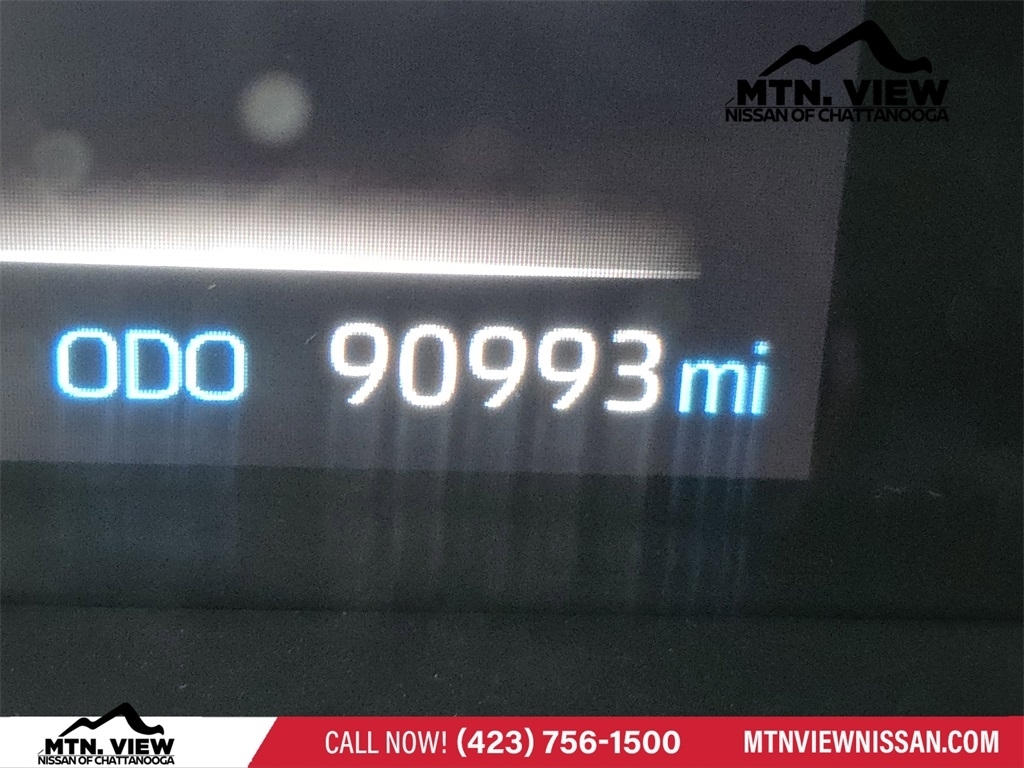 MTN. VIEW
NISSAN OF CHATTANOOGA
ODO 90993 mi
MTN. VIEW
NISSAN OF CHATTANOOGA
CALL NOW! (423) 756-1500
MTNVIEWNISSAN.COM